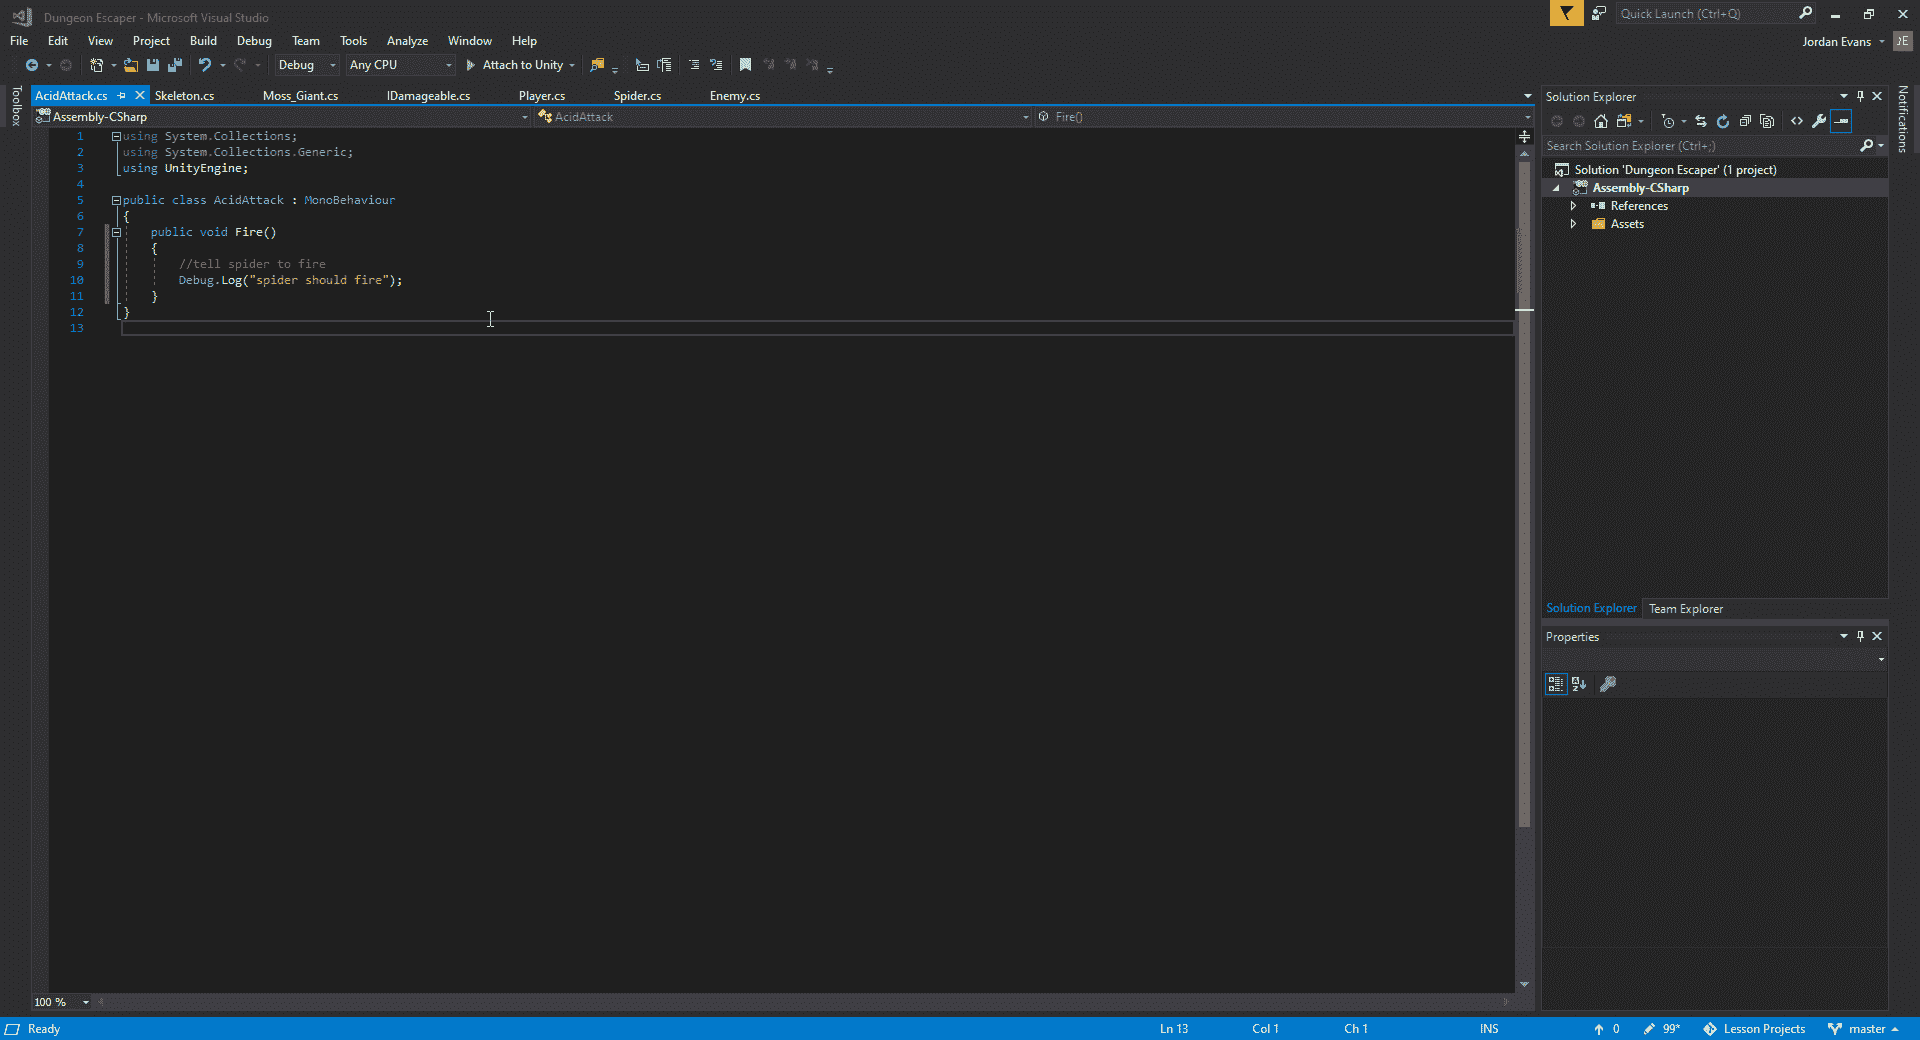 Dungeon Escaper - Microsoft Visual Studio
Quick Launch (Ctrl+Q)
File Edit View Project Build Debug Team Tools Analyze Window Help
Jordan Evans JE
Debug Any CPU Attach to Unity
Toolbox
AcidAttack.cs Skeleton.cs Moss_Giant.cs IDamageable.cs Player.cs Spider.cs Enemy.cs
Assembly-CSharp AcidAttack Fire()
1 using System.Collections;
2 using System.Collections.Generic;
3 using UnityEngine;
4
5 public class AcidAttack : MonoBehaviour
6 {
7 public void Fire()
8 {
9 //tell spider to fire
10 Debug.Log("spider should fire");
11 }
12 }
13
100 %
Solution Explorer
Notifications
Search Solution Explorer (Ctrl+;)
Solution 'Dungeon Escaper' (1 project)
Assembly-CSharp
References
Assets
Solution Explorer Team Explorer
Properties
Ready Ln 13 Col 1 Ch 1 INS 0 99* Lesson Projects master